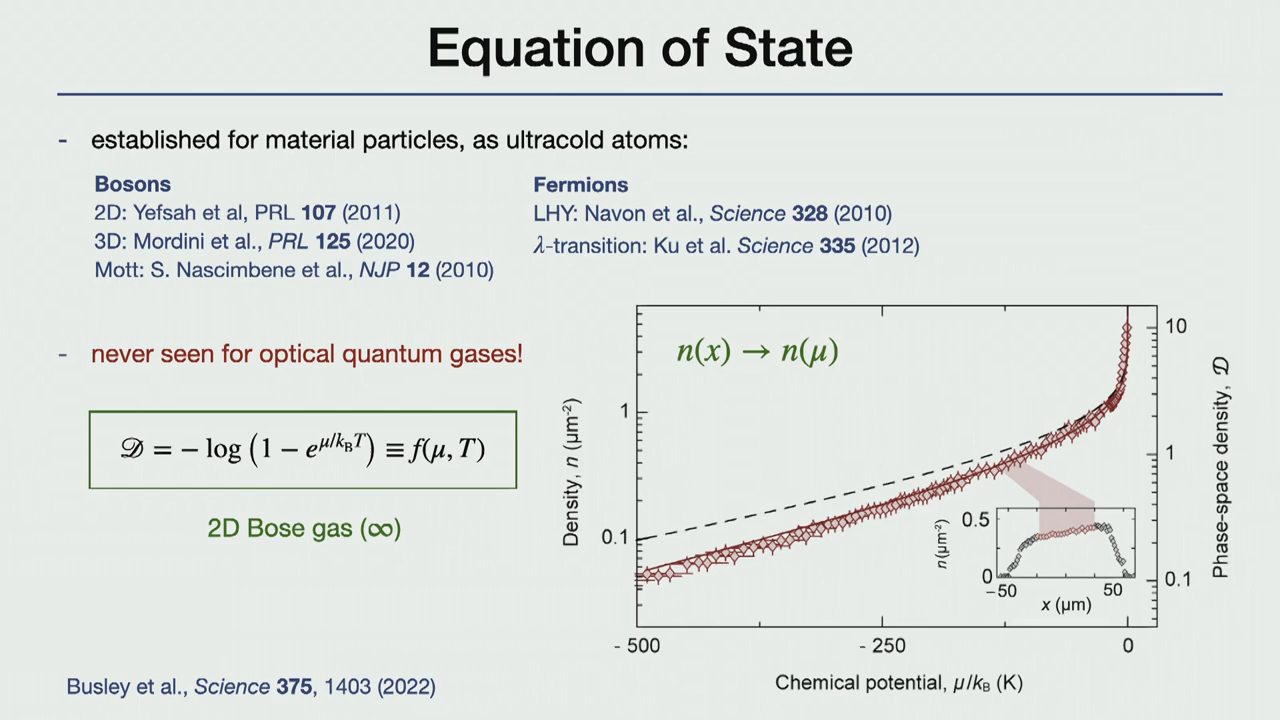 Equation of State
- established for material particles, as ultracold atoms:
Bosons
2D: Yefsah et al, PRL 107 (2011)
3D: Mordini et al., PRL 125 (2020)
Mott: S. Nascimbene et al., NJP 12 (2010)
Fermions
LHY: Navon et al., Science 328 (2010)
λ-transition: Ku et al. Science 335 (2012)
- never seen for optical quantum gases!
𝒟 = − log (1 − e^{μ/k_BT}) ≡ f(μ, T)
2D Bose gas (∞)
Busley et al., Science 375, 1403 (2022)
n(x) → n(μ)
Density, n (μm⁻²)
1
0.1
10
1
0.1
Phase-space density, 𝒟
n(μm⁻²)
0.5
0
−50
50
x (μm)
- 500
- 250
0
Chemical potential, μ/k_B (K)